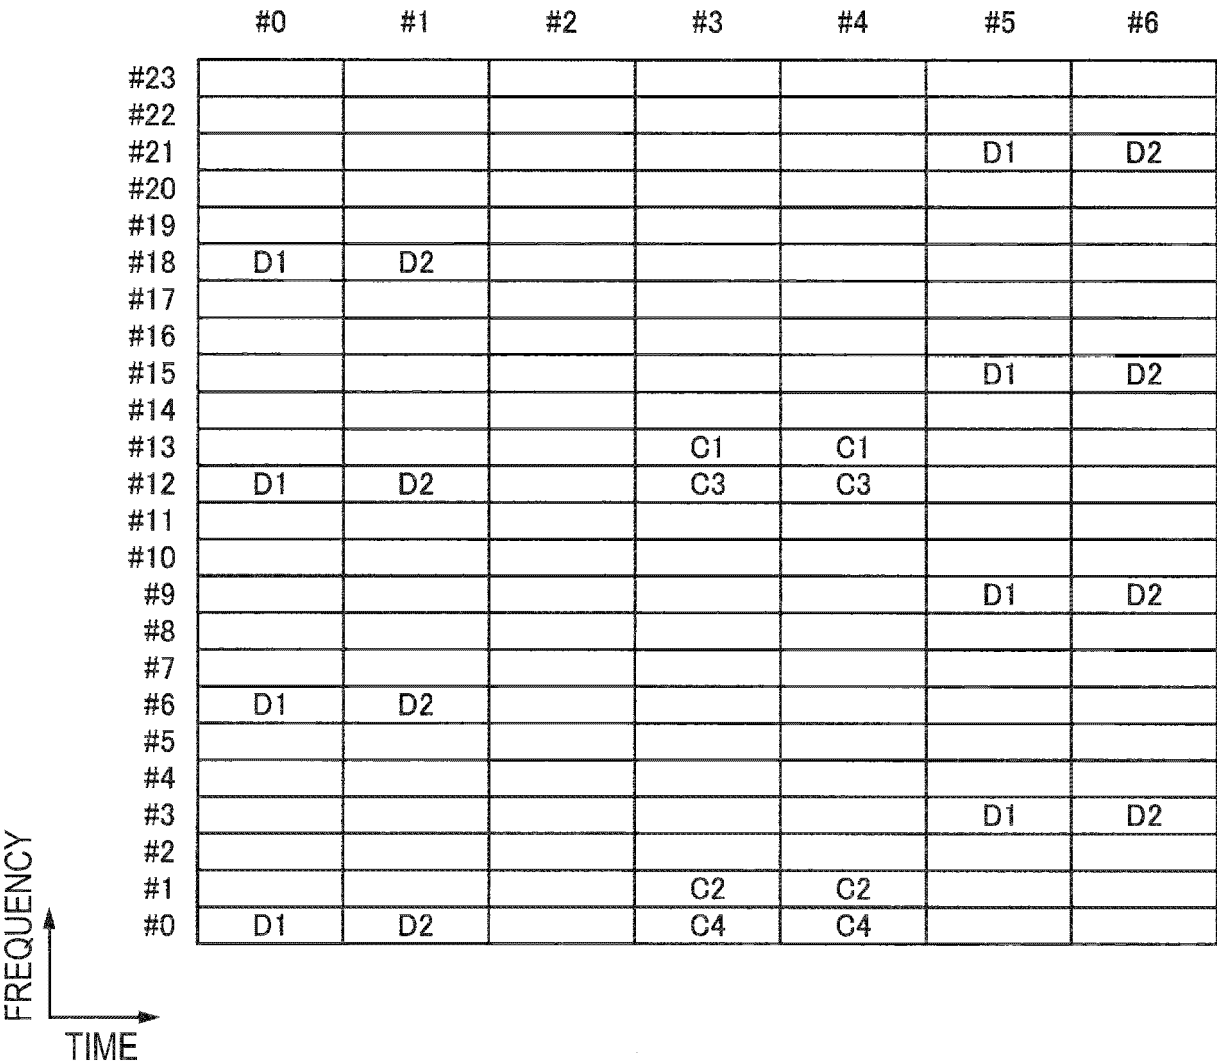 #0 #1 #2 #3 #4 #5 #6
#23
#22
#21 D1 D2
#20
#19
#18 D1 D2
#17
#16
#15 D1 D2
#14
#13 C1 C1
#12 D1 D2 C3 C3
#11
#10
#9 D1 D2
#8
#7
#6 D1 D2
#5
#4
#3 D1 D2
#2
#1 C2 C2
#0 D1 D2 C4 C4
FREQUENCY
TIME